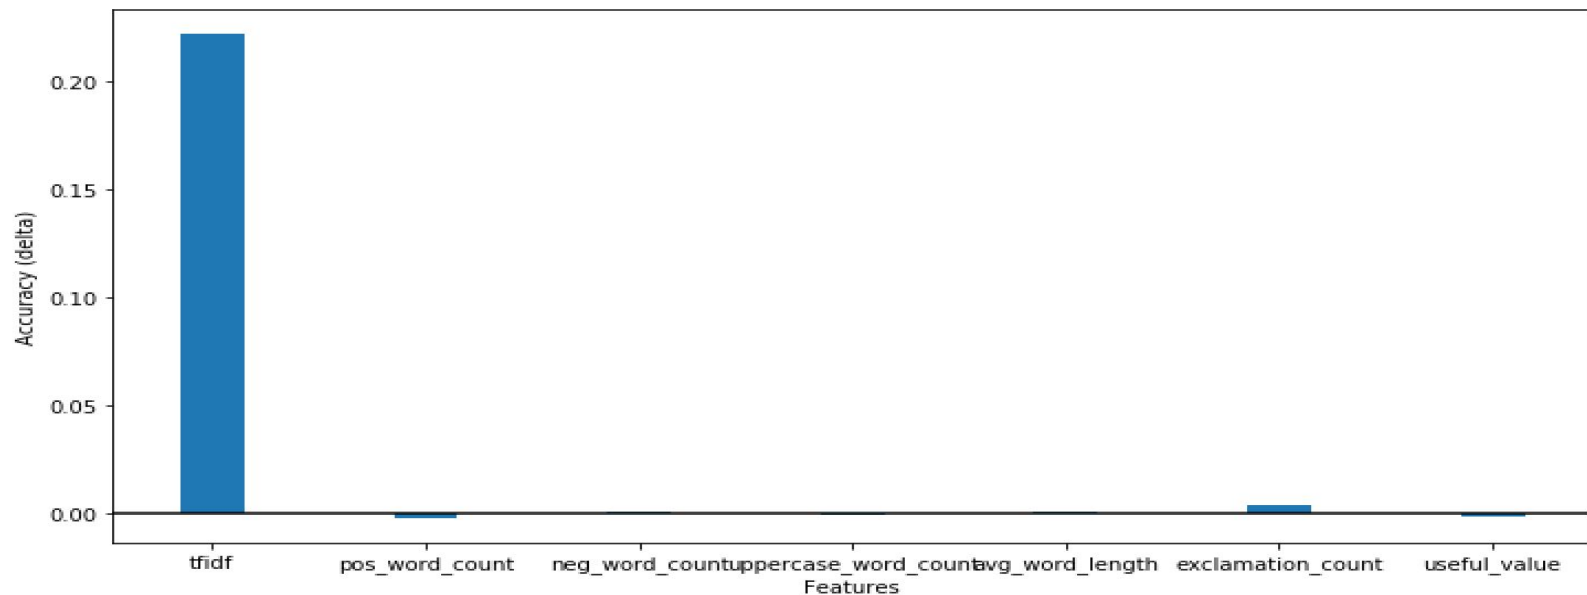 0.20
0.15
0.10
0.05
0.00
Accuracy (delta)
tfidf pos_word_count neg_word_count uppercase_word_count avg_word_length exclamation_count useful_value
Features